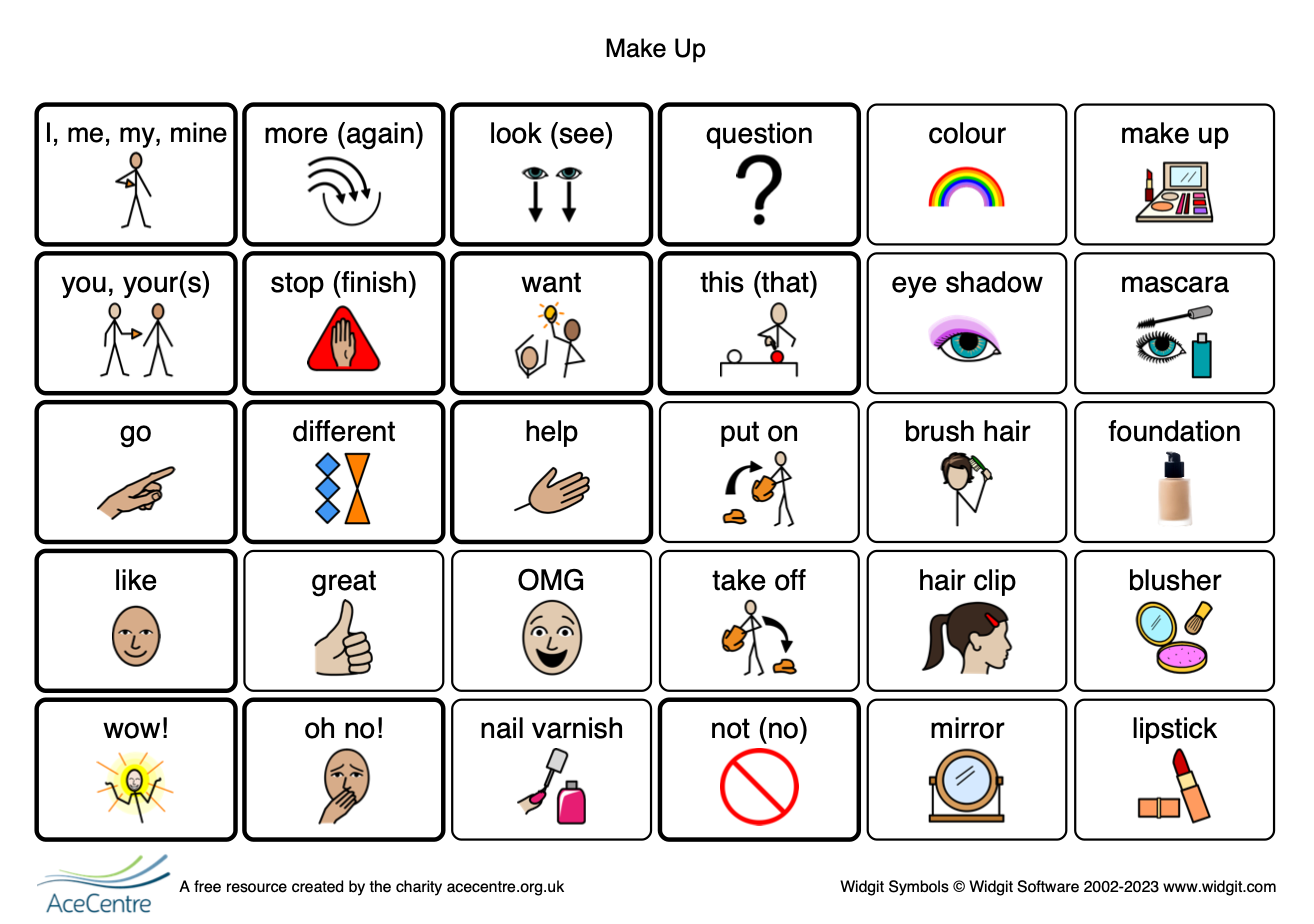 Make Up
I, me, my, mine
more (again)
look (see)
question
colour
make up
you, your(s)
stop (finish)
want
this (that)
eye shadow
mascara
go
different
help
put on
brush hair
foundation
like
great
OMG
take off
hair clip
blusher
wow!
oh no!
nail varnish
not (no)
mirror
lipstick
AceCentre
A free resource created by the charity acecentre.org.uk
Widgit Symbols © Widgit Software 2002-2023 www.widgit.com